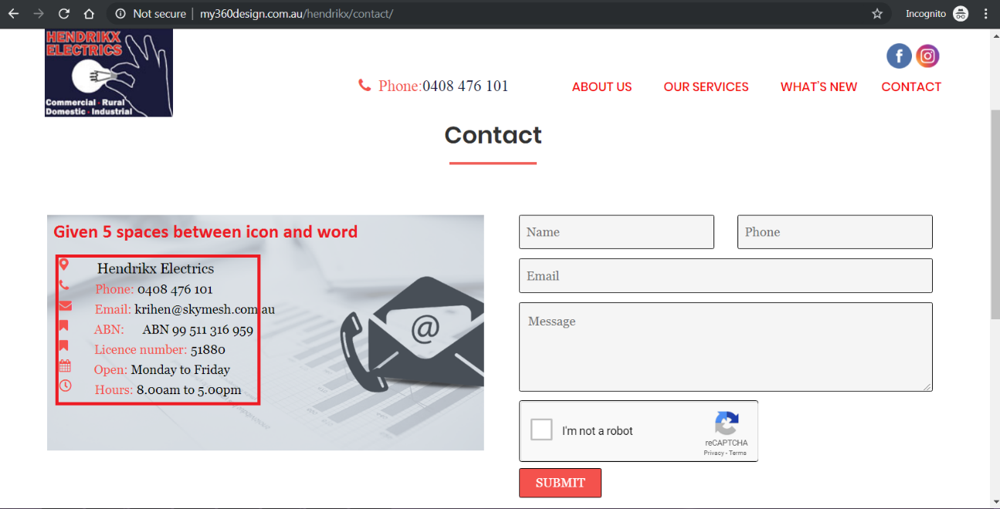 Not secure | my360design.com.au/hendrikx/contact/
Incognito
HENDRIKX
ELECTRICS
Commercial · Rural
Domestic · Industrial
Phone:0408 476 101
ABOUT US
OUR SERVICES
WHAT'S NEW
CONTACT
Contact
Given 5 spaces between icon and word
Hendrikx Electrics
Phone: 0408 476 101
Email: krihen@skymesh.com.au
ABN: ABN 99 511 316 959
Licence number: 51880
Open: Monday to Friday
Hours: 8.00am to 5.00pm
@
Name
Phone
Email
Message
I'm not a robot
reCAPTCHA
Privacy - Terms
SUBMIT